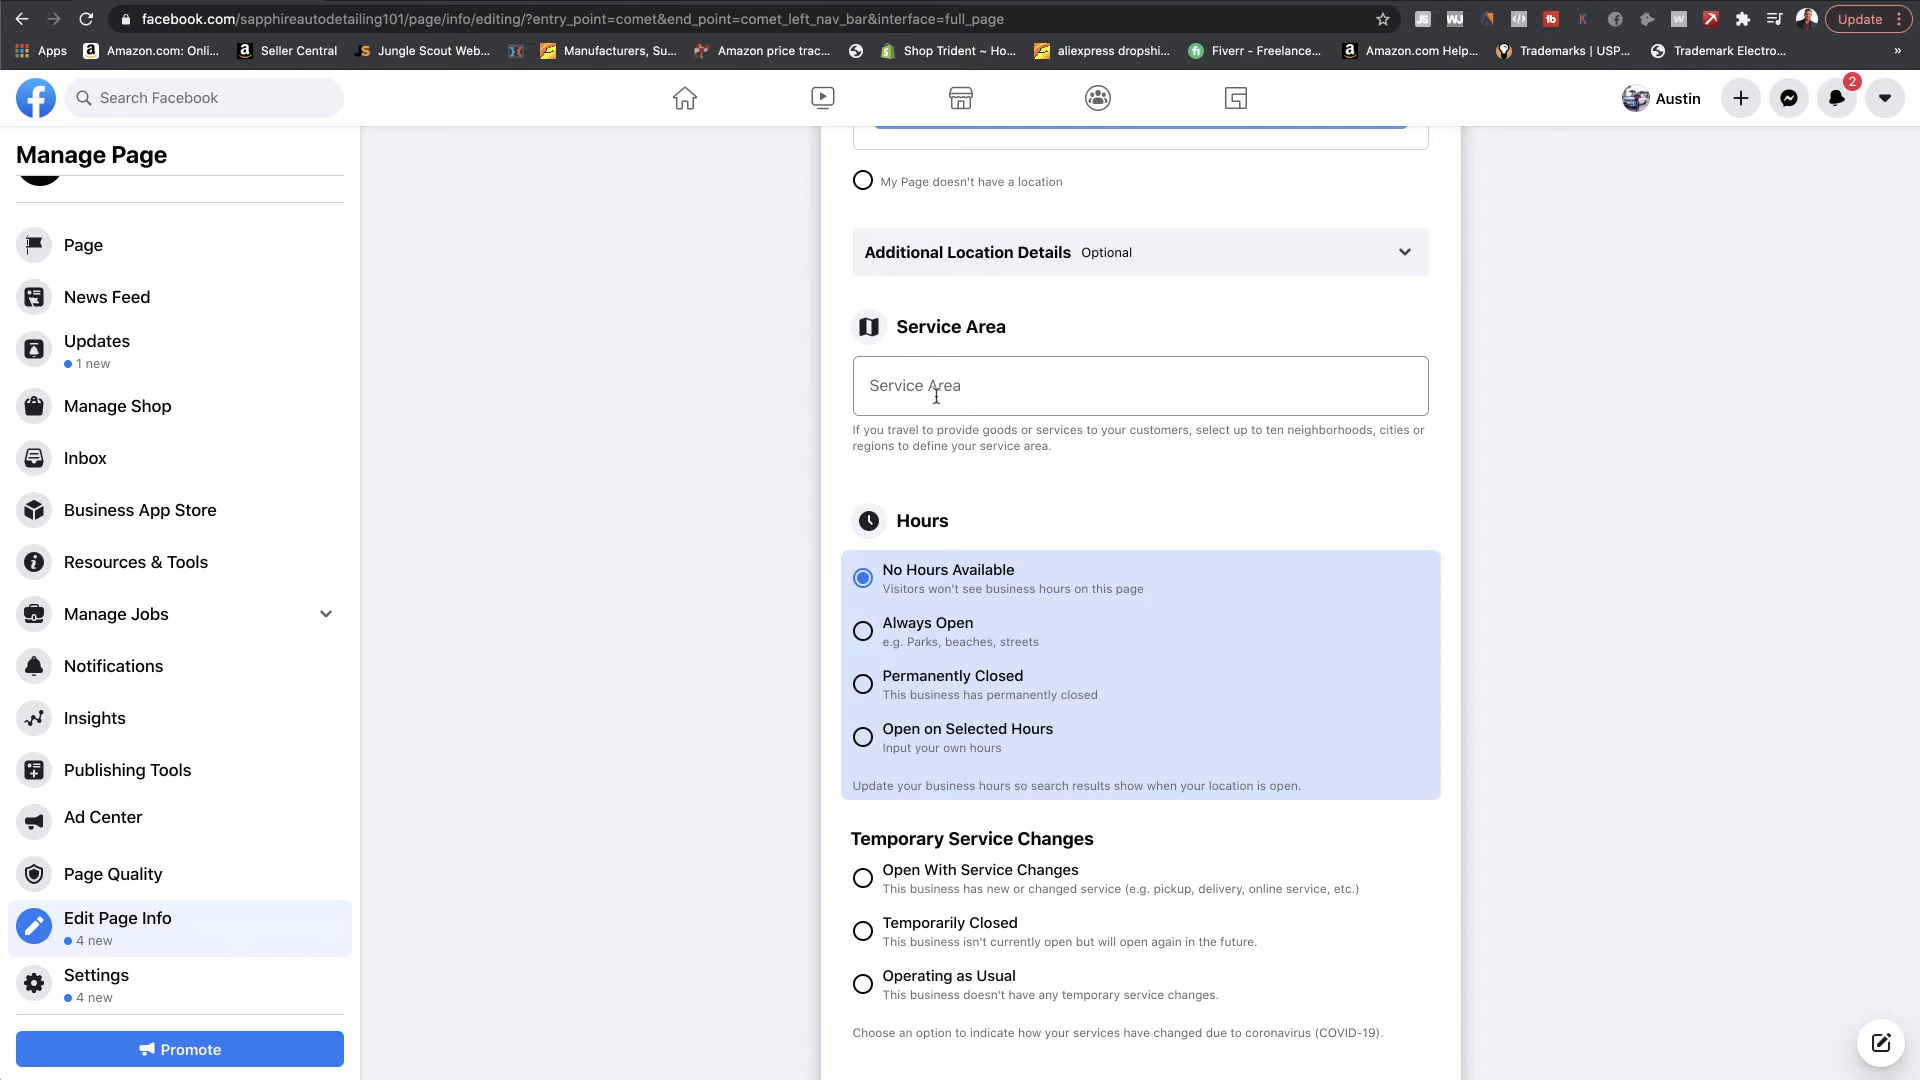 facebook.com/sapphireautodetailing101/page/info/editing/?entry_point=comet&end_point=comet_left_nav_bar&interface=full_page
Update
Apps
Amazon.com: Onli...
Seller Central
Jungle Scout Web...
Manufacturers, Su...
Amazon price trac...
Shop Trident ~ Ho...
aliexpress dropshi...
Fiverr - Freelance...
Amazon.com Help...
Trademarks | USP...
Trademark Electro...
»
Search Facebook
Austin
2
Manage Page
Page
News Feed
Updates
1 new
Manage Shop
Inbox
Business App Store
Resources & Tools
Manage Jobs
Notifications
Insights
Publishing Tools
Ad Center
Page Quality
Edit Page Info
4 new
Settings
4 new
Promote
My Page doesn't have a location
Additional Location Details Optional
Service Area
Service Area
If you travel to provide goods or services to your customers, select up to ten neighborhoods, cities or
regions to define your service area.
Hours
No Hours Available
Visitors won't see business hours on this page
Always Open
e.g. Parks, beaches, streets
Permanently Closed
This business has permanently closed
Open on Selected Hours
Input your own hours
Update your business hours so search results show when your location is open.
Temporary Service Changes
Open With Service Changes
This business has new or changed service (e.g. pickup, delivery, online service, etc.)
Temporarily Closed
This business isn't currently open but will open again in the future.
Operating as Usual
This business doesn't have any temporary service changes.
Choose an option to indicate how your services have changed due to coronavirus (COVID-19).